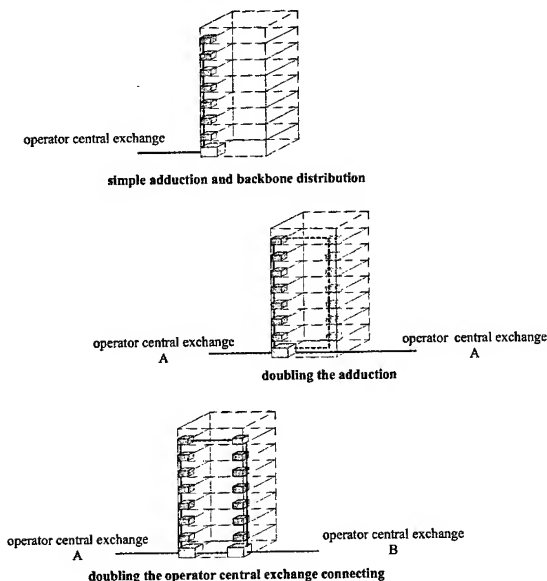 operator central exchange
simple adduction and backbone distribution
operator central exchange
A
operator central exchange
A
doubling the adduction
operator central exchange
A
operator central exchange
B
doubling the operator central exchange connecting